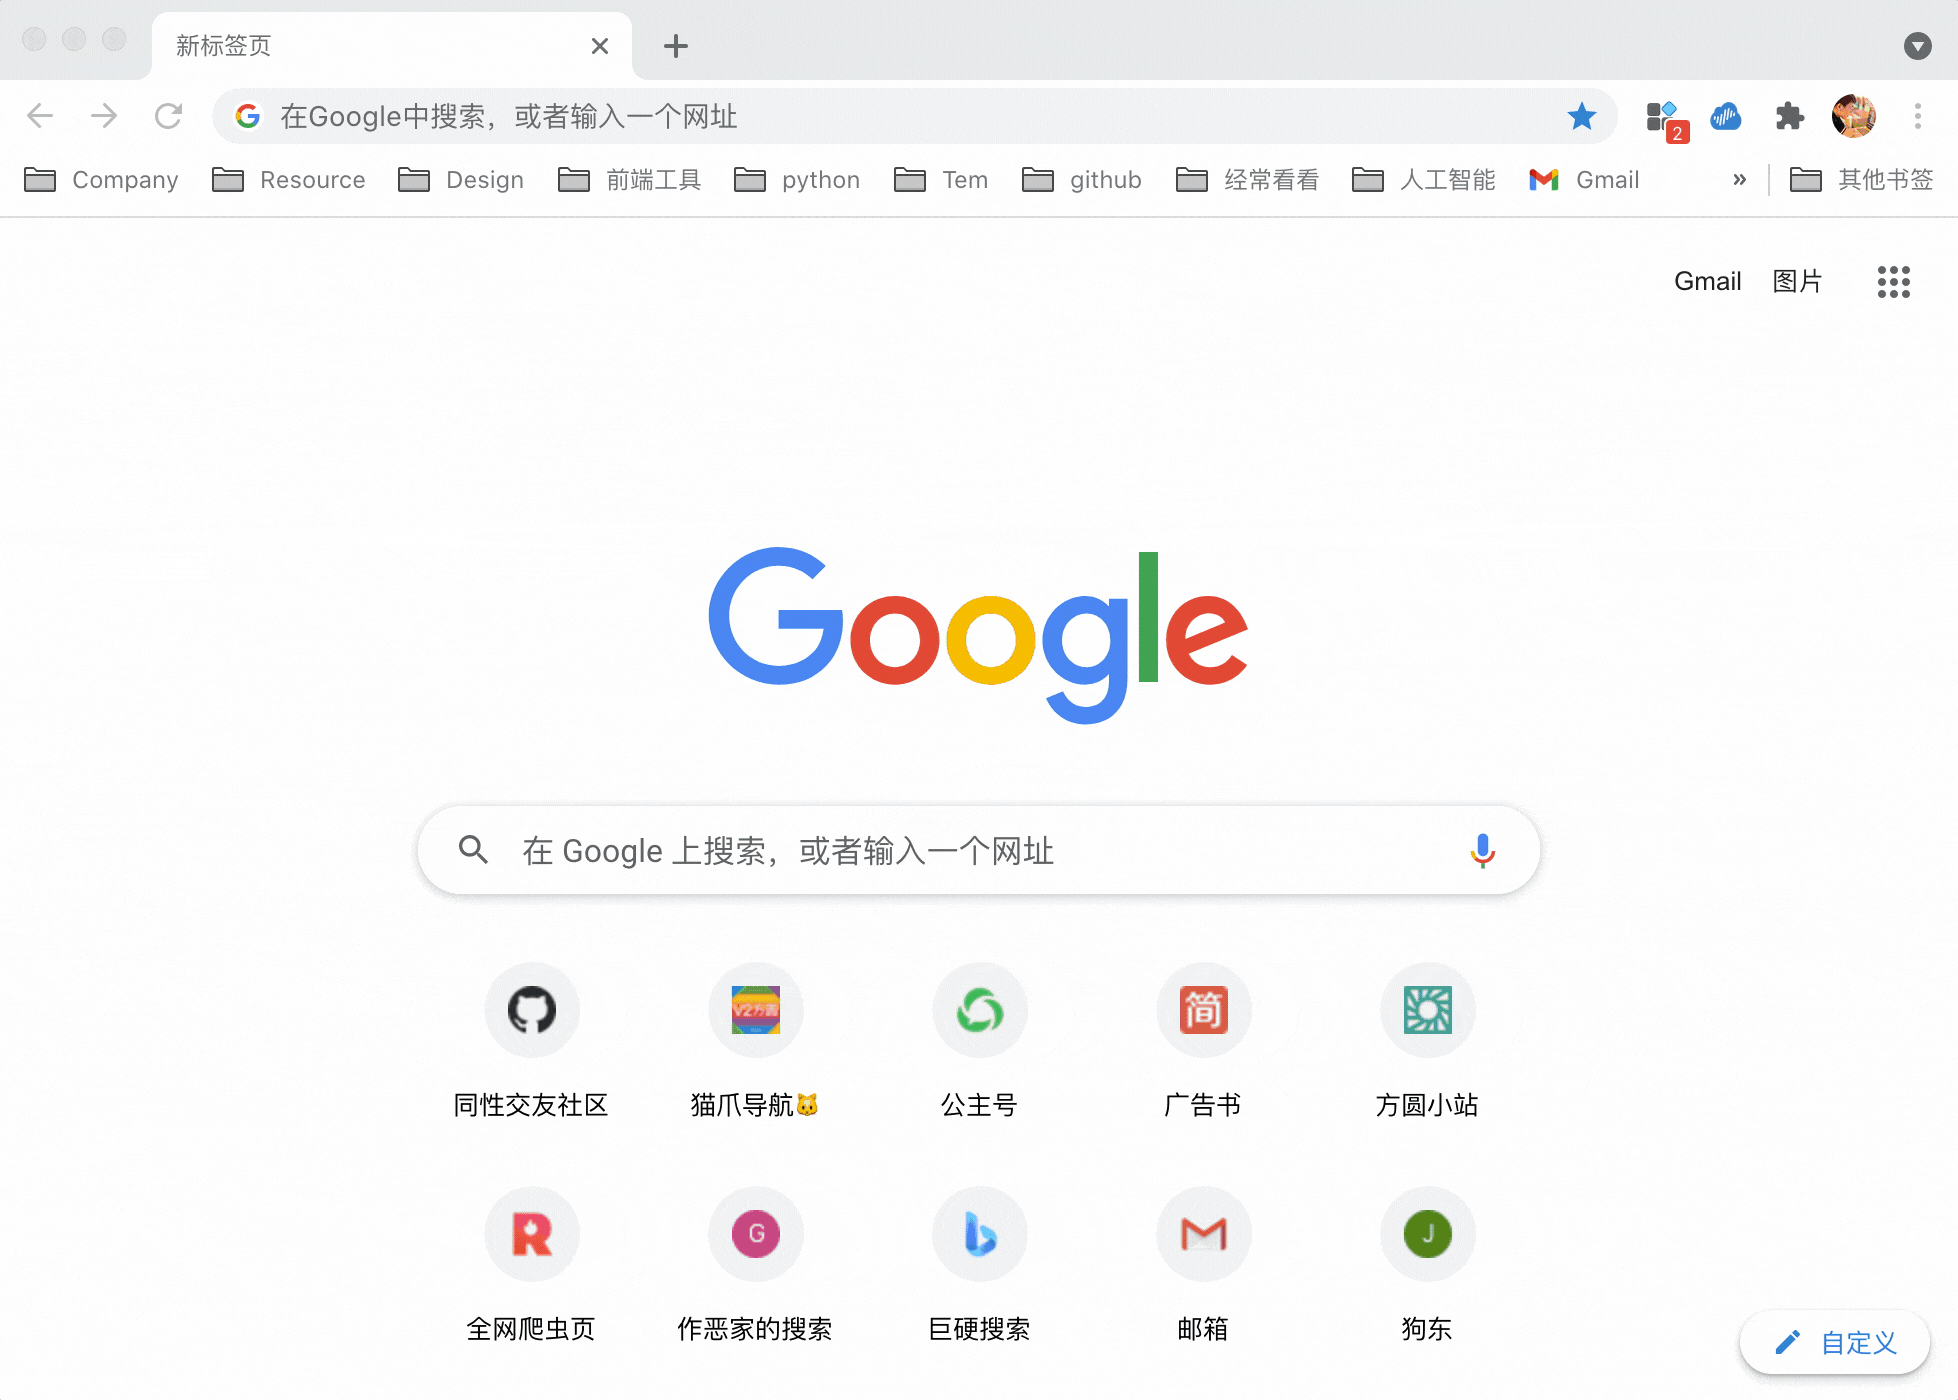 新标签页
在Google中搜索，或者输入一个网址
2
Company Resource Design 前端工具 python Tem github 经常看看 人工智能 Gmail » 其他书签
Gmail 图片
Google
在 Google 上搜索，或者输入一个网址
V2方圆
简
同性交友社区 猫爪导航🐱 公主号 广告书 方圆小站
R G b J
全网爬虫页 作恶家的搜索 巨硬搜索 邮箱 狗东
自定义